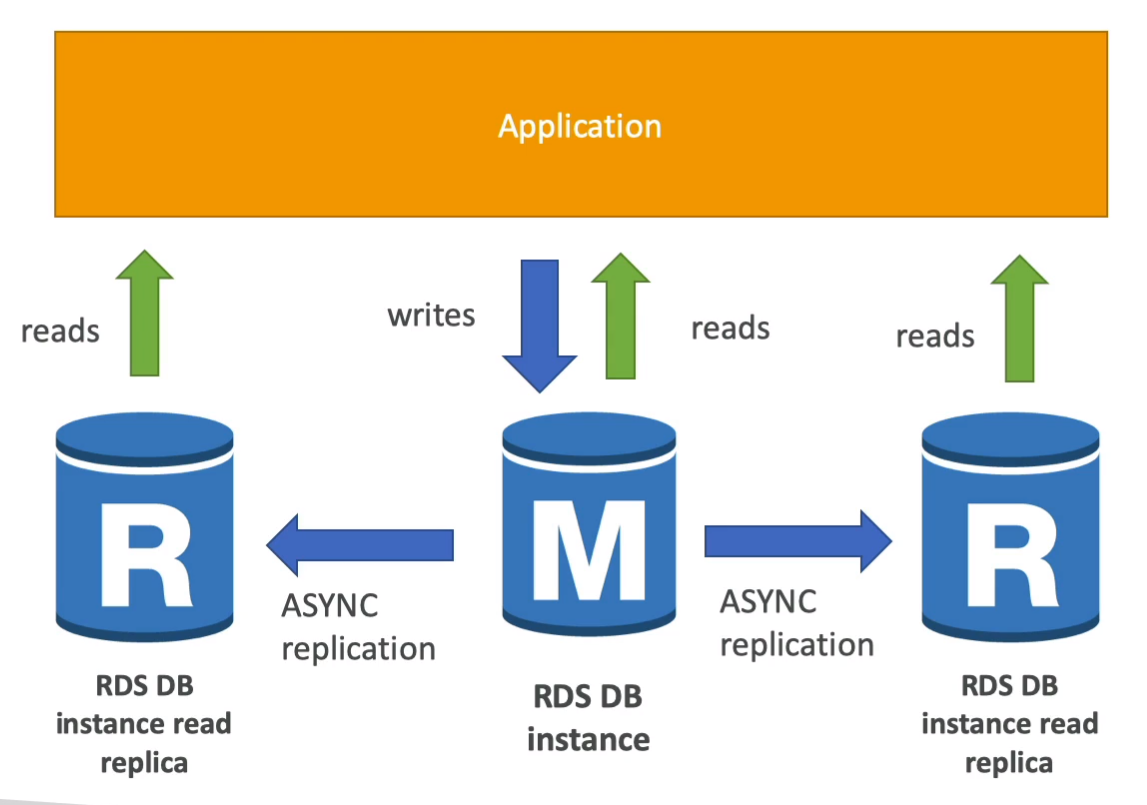 Application
reads
writes
reads
reads
R
M
R
ASYNC
replication
ASYNC
replication
RDS DB
instance read
replica
RDS DB
instance
RDS DB
instance read
replica